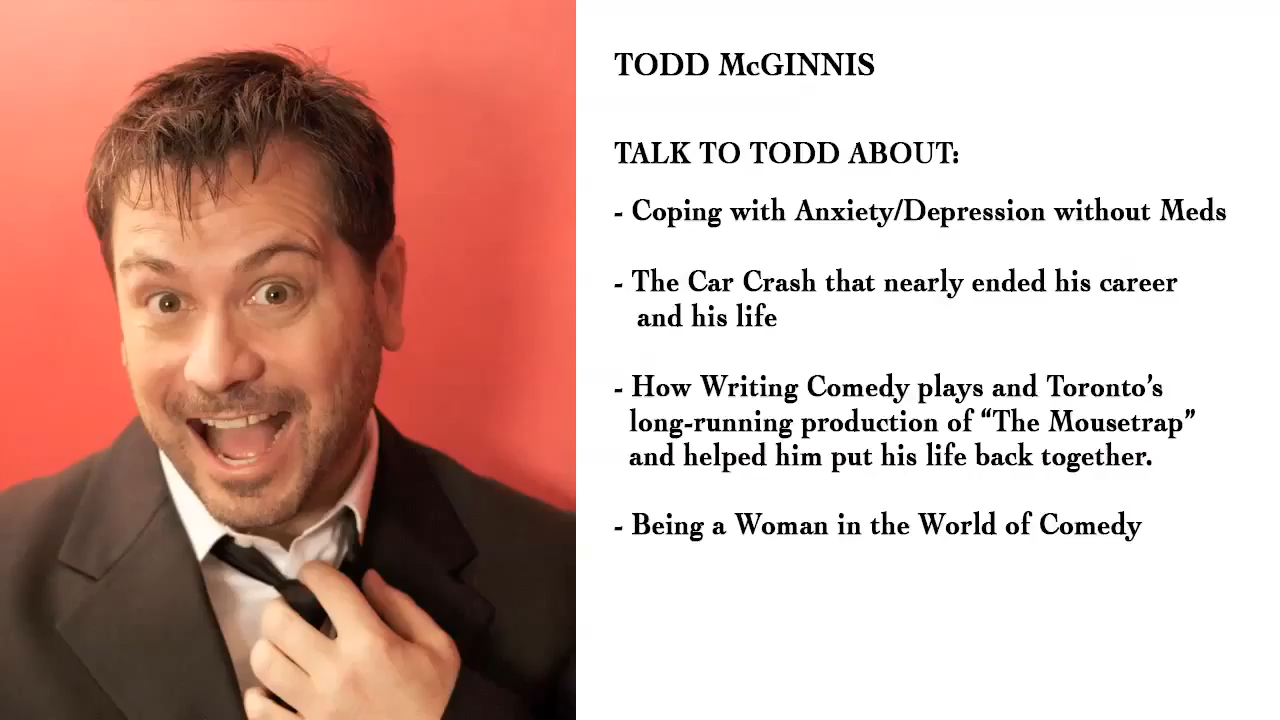 TODD McGINNIS
TALK TO TODD ABOUT:
- Coping with Anxiety/Depression without Meds
- The Car Crash that nearly ended his career
and his life
- How Writing Comedy plays and Toronto’s
long-running production of “The Mousetrap”
and helped him put his life back together.
- Being a Woman in the World of Comedy